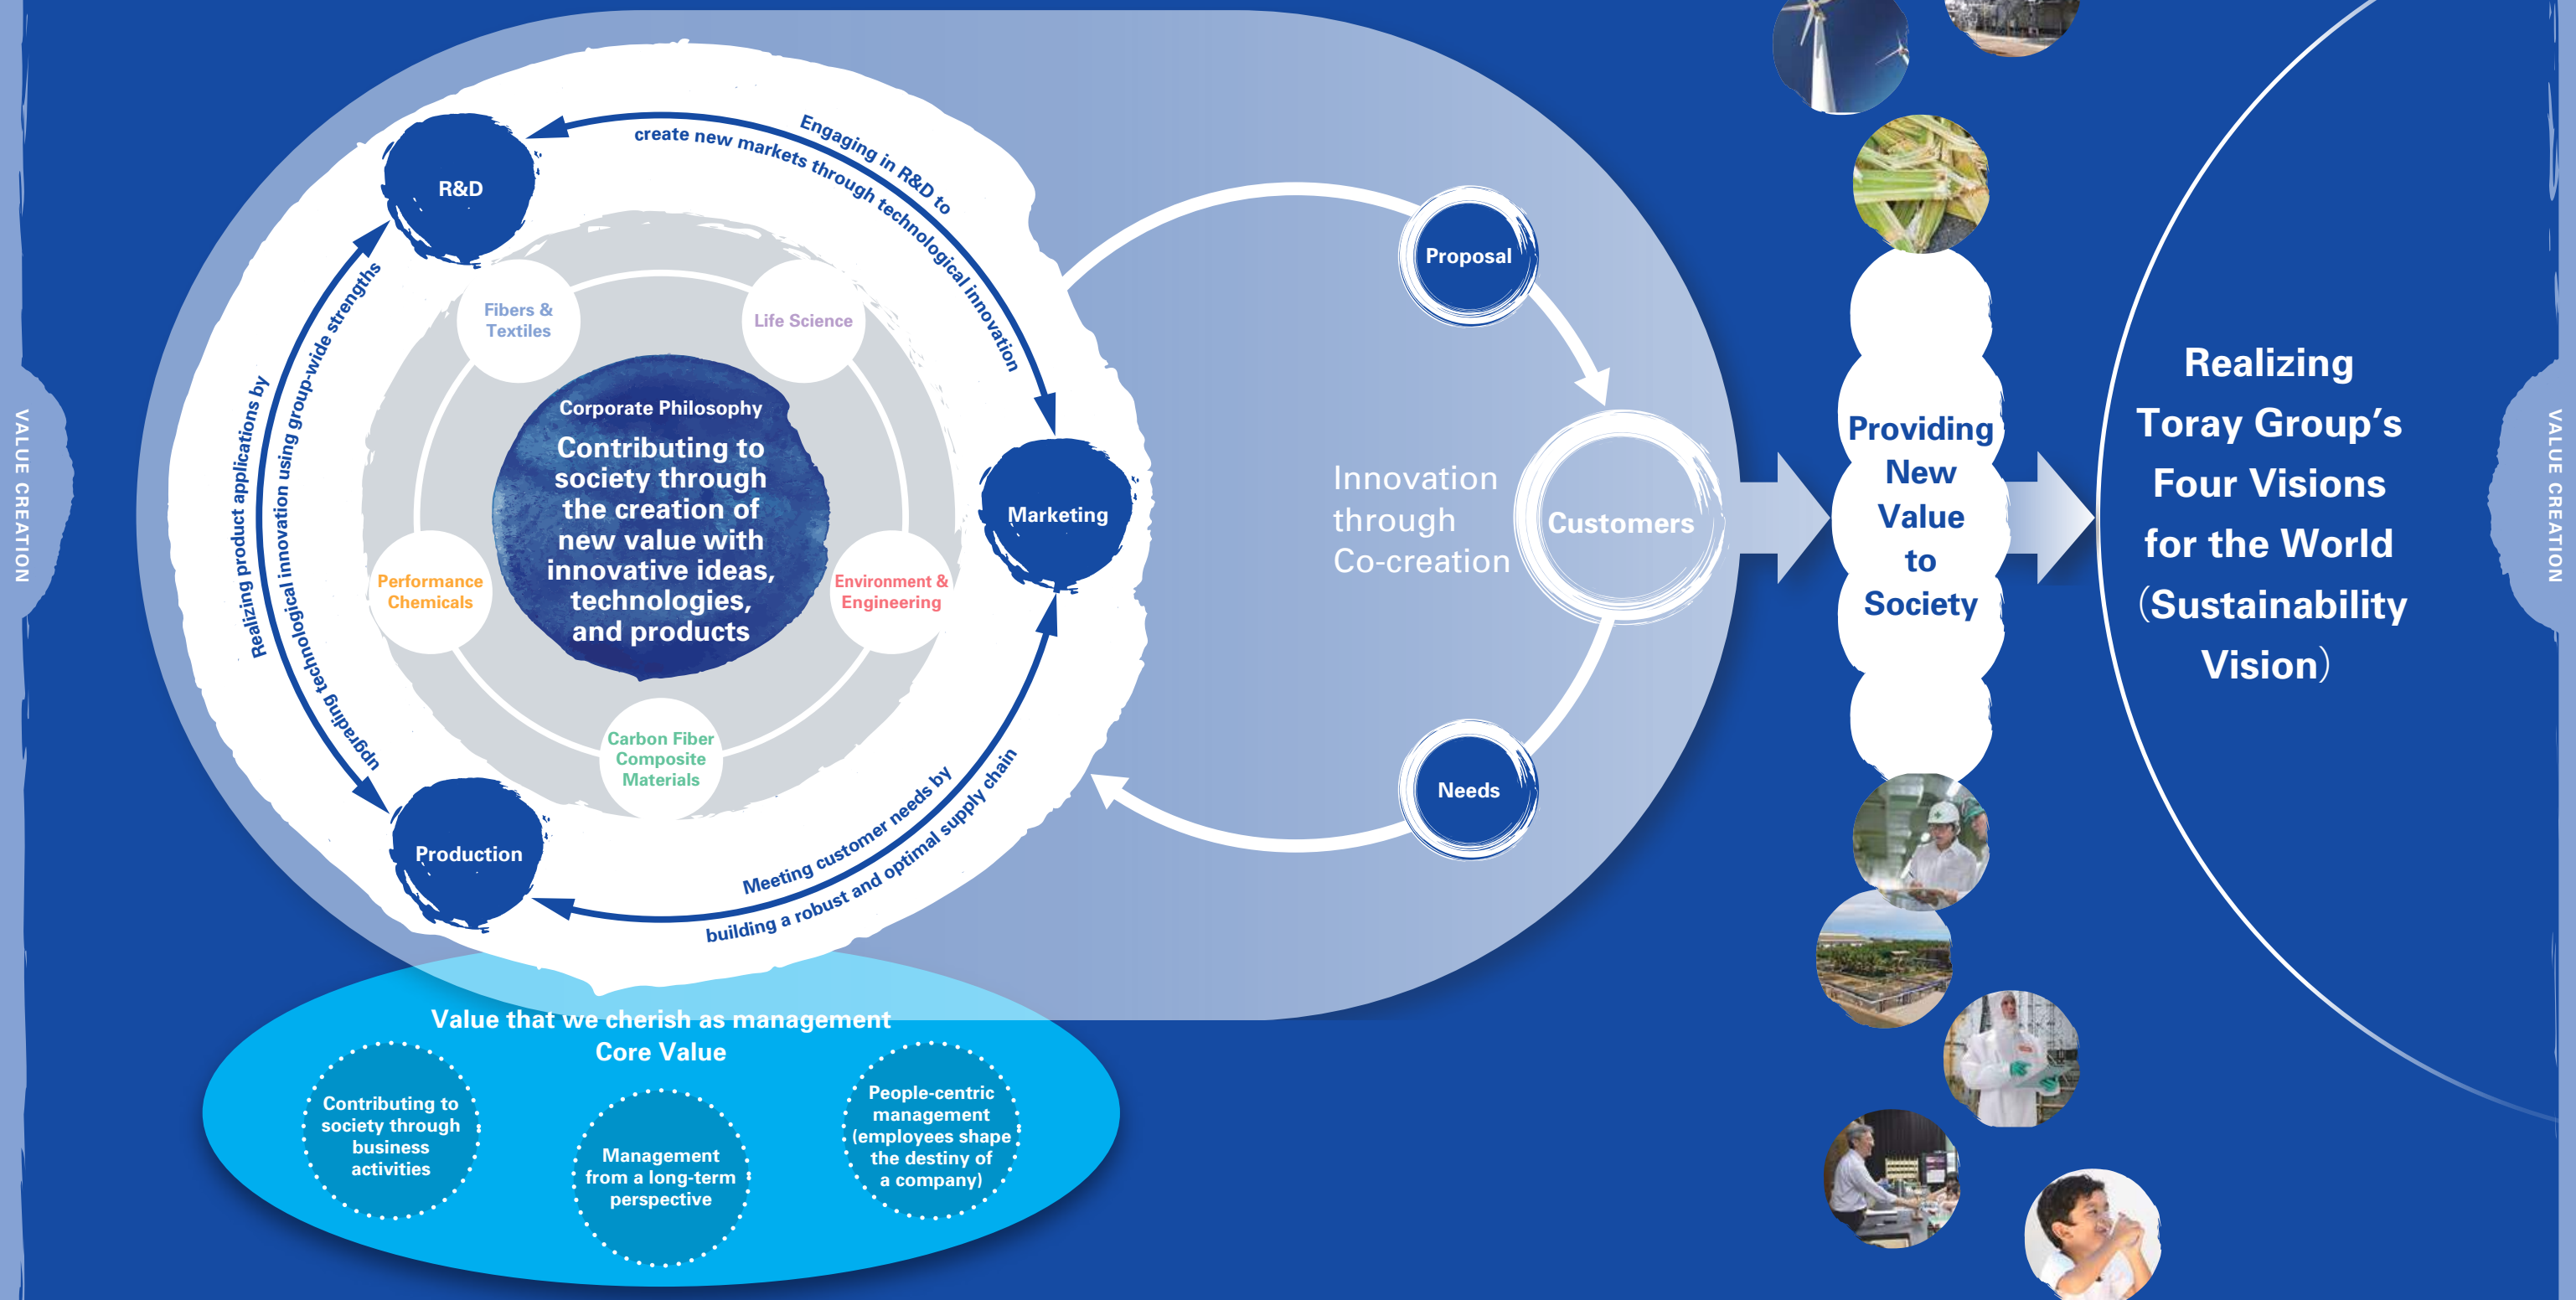 VALUE CREATION
R&D
Engaging in R&D to
create new markets through technological innovation
Realizing product applications by
upgrading technological innovation using group-wide strengths
Fibers &
Textiles
Life Science
Corporate Philosophy
Contributing to
society through
the creation of
new value with
innovative ideas,
technologies,
and products
Marketing
Performance
Chemicals
Environment &
Engineering
Carbon Fiber
Composite
Materials
Production
Meeting customer needs by
building a robust and optimal supply chain
Proposal
Innovation
through
Co-creation
Customers
Needs
Providing
New
Value
to
Society
Realizing
Toray Group’s
Four Visions
for the World
(Sustainability
Vision)
Value that we cherish as management
Core Value
Contributing to
society through
business
activities
Management
from a long-term
perspective
People-centric
management
(employees shape
the destiny of
a company)
VALUE CREATION